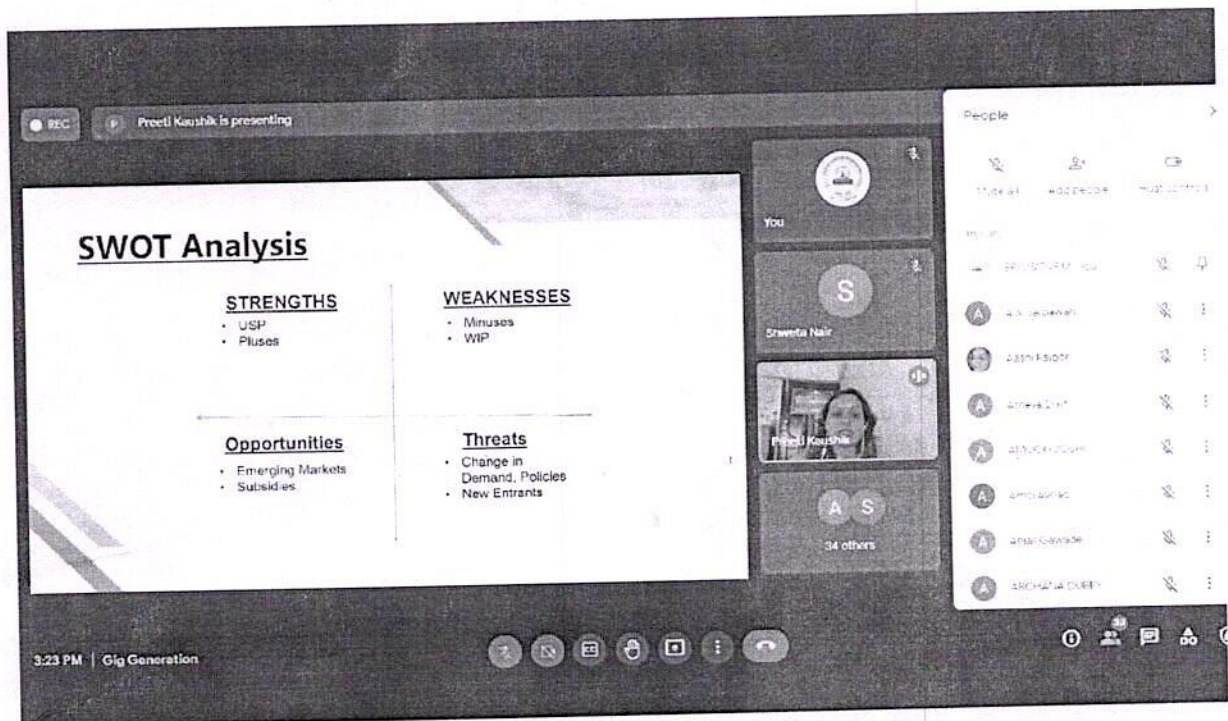 REC
P Preeti Kaushik is presenting
SWOT Analysis
STRENGTHS
• USP
• Pluses
WEAKNESSES
• Minuses
• WIP
Opportunities
• Emerging Markets
• Subsidies
Threats
• Change in
Demand, Policies
• New Entrants
You
S
Shweta Nair
Preeti Kaushik
A S
34 others
People
Mute all
Add people
Host controls
A
A
A
A
A
A
ARCHANA DUBEY
3:23 PM | Gig Generation